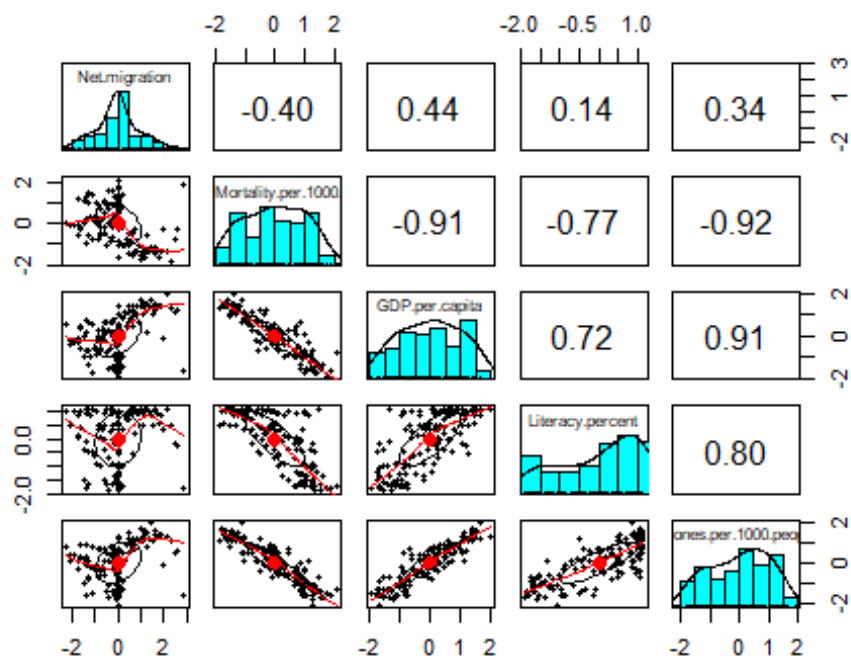 -2 0 1 2 -2.0 -0.5 1.0
Net.migration -0.40 0.44 0.14 0.34 -2 1 3
-2 0 2 Mortality.per.1000. -0.91 -0.77 -0.92
GDP.per.capita 0.72 0.91 -2 0 2
-2.0 0.0 Literacy.percent 0.80
ones.per.1000.peo -2 0 2
-2 0 2 -2 0 1 2 -2 0 1 2